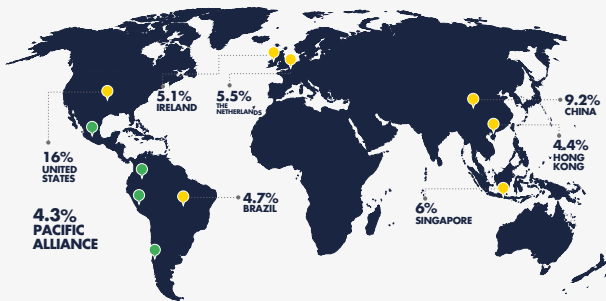 5.1%
IRELAND
5.5%
THE
NETHERLANDS
9.2%
CHINA
16%
UNITED
STATES
4.4%
HONG
KONG
4.3%
PACIFIC
ALLIANCE
4.7%
BRAZIL
6%
SINGAPORE